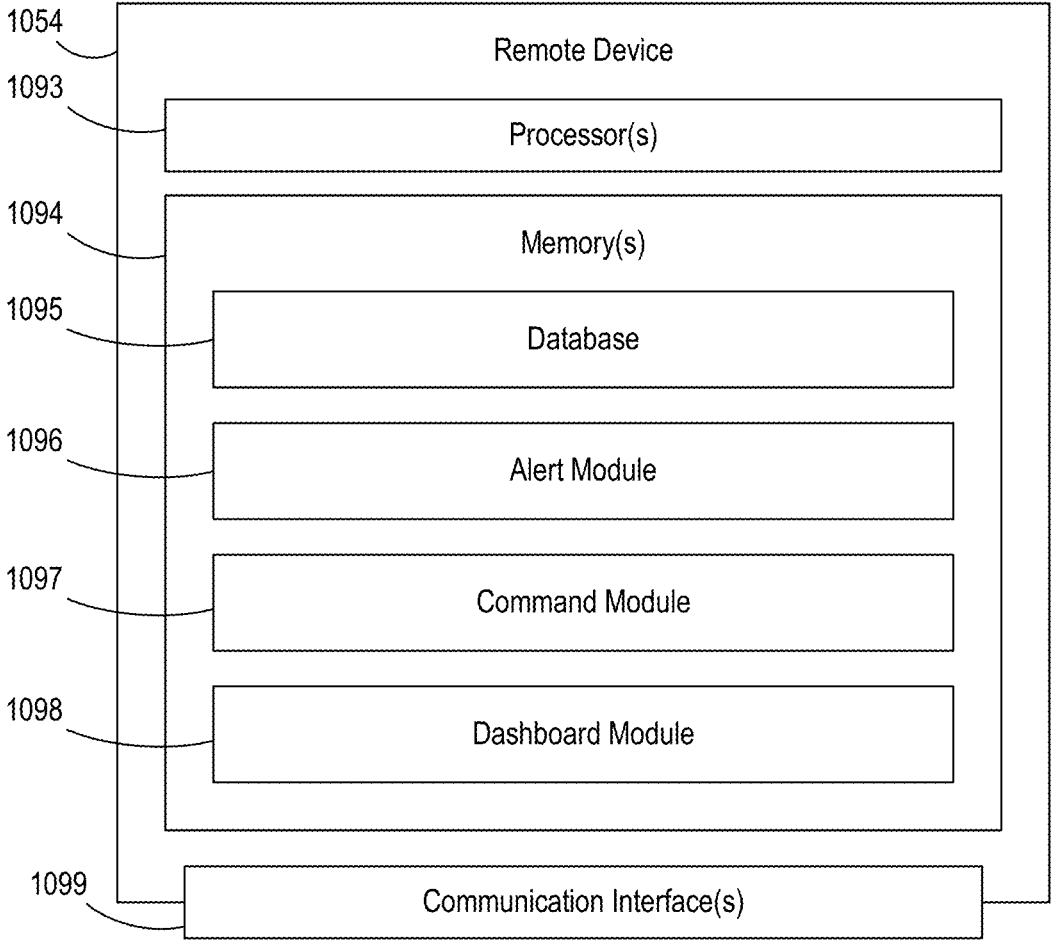 1054
Remote Device
1093
Processor(s)
1094
Memory(s)
1095
Database
1096
Alert Module
1097
Command Module
1098
Dashboard Module
1099
Communication Interface(s)